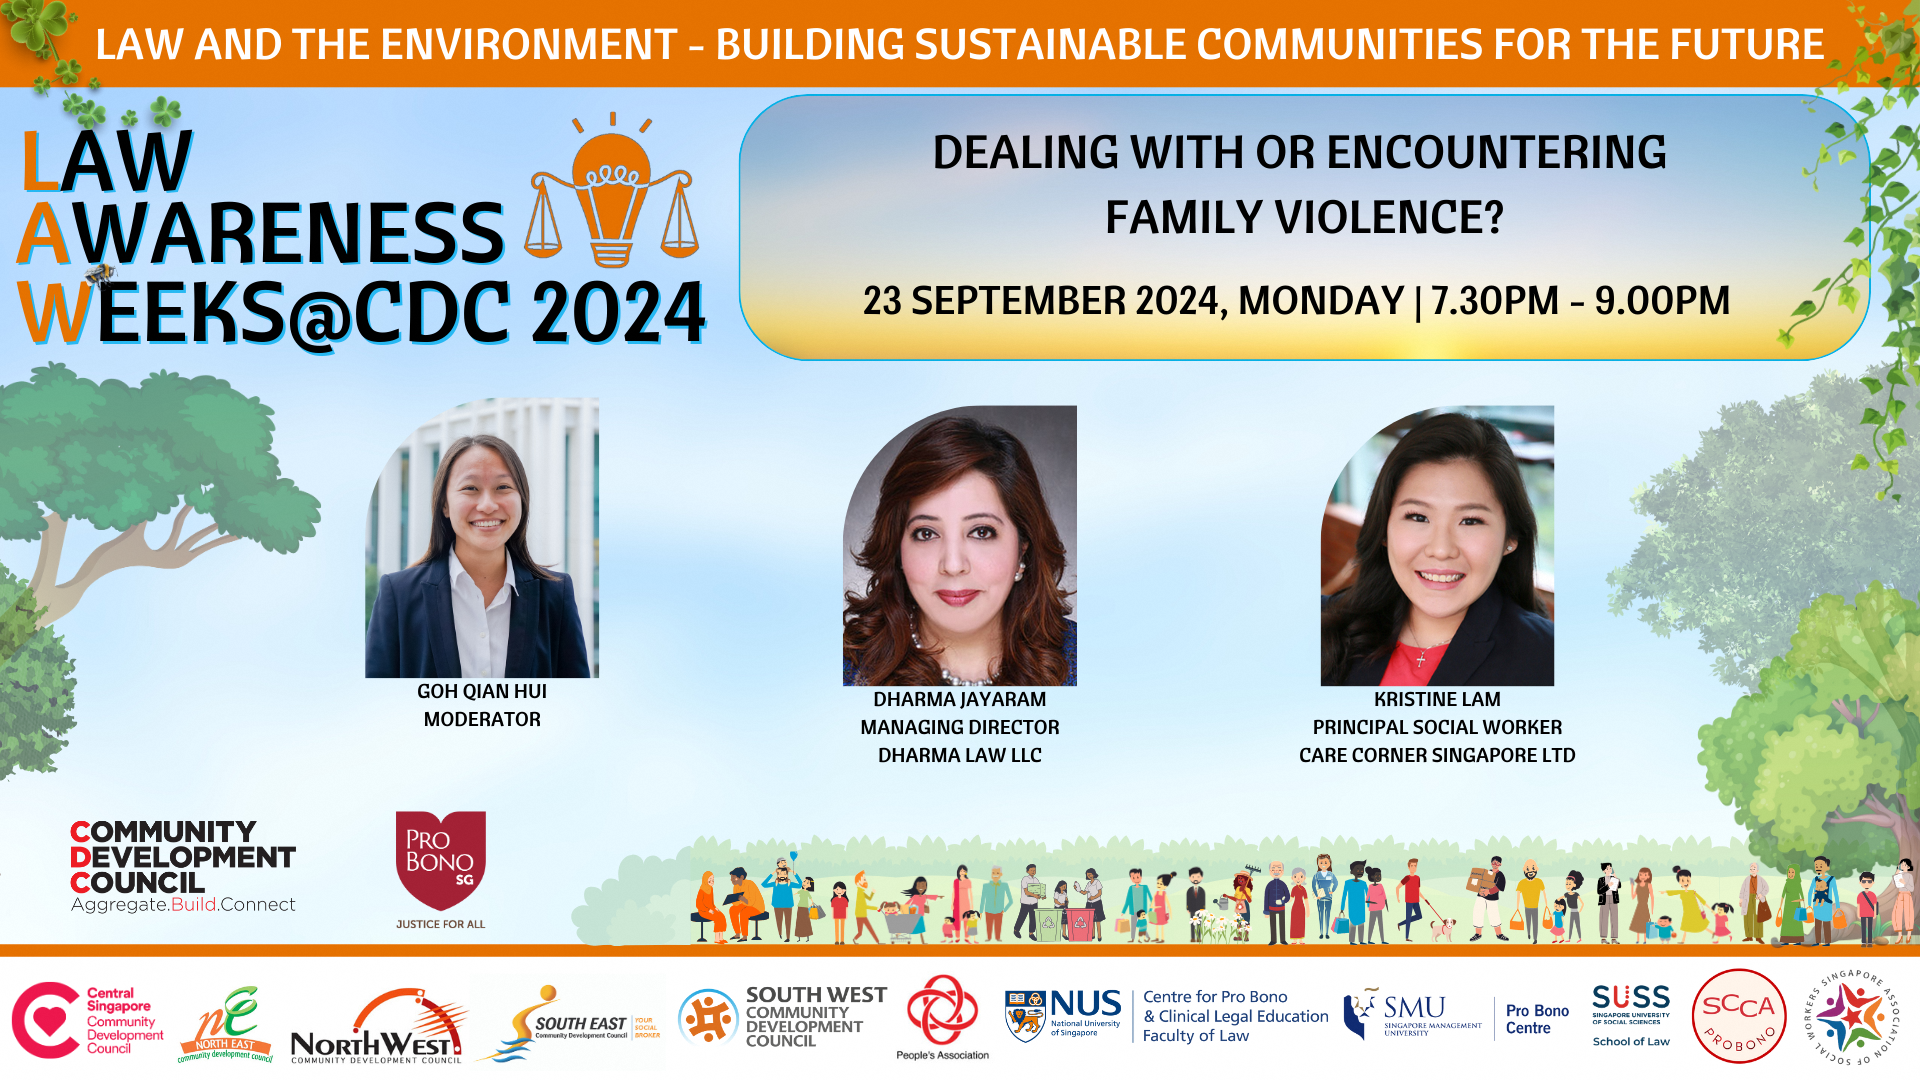 LAW AND THE ENVIRONMENT - BUILDING SUSTAINABLE COMMUNITIES FOR THE FUTURE
LAW
AWARENESS
WEEKS@CDC 2024
DEALING WITH OR ENCOUNTERING
FAMILY VIOLENCE?
23 SEPTEMBER 2024, MONDAY | 7.30PM - 9.00PM
GOH QIAN HUI
MODERATOR
DHARMA JAYARAM
MANAGING DIRECTOR
DHARMA LAW LLC
KRISTINE LAM
PRINCIPAL SOCIAL WORKER
CARE CORNER SINGAPORE LTD
COMMUNITY
DEVELOPMENT
COUNCIL
Aggregate.Build.Connect
PRO
BONO
SG
JUSTICE FOR ALL
Central
Singapore
Community
Development
Council
ne
NORTH EAST
community development council
NORTHWEST
COMMUNITY DEVELOPMENT COUNCIL
SOUTH EAST
Community Development Council
YOUR
SOCIAL
BROKER
SOUTH WEST
COMMUNITY
DEVELOPMENT
COUNCIL
People's Association
NUS
National University
of Singapore
Centre for Pro Bono
& Clinical Legal Education
Faculty of Law
SMU
SINGAPORE MANAGEMENT
UNIVERSITY
Pro Bono
Centre
SUSS
SINGAPORE UNIVERSITY
OF SOCIAL SCIENCES
School of Law
SCCA
PROBONO
SINGAPORE ASSOCIATION OF SOCIAL WORKERS